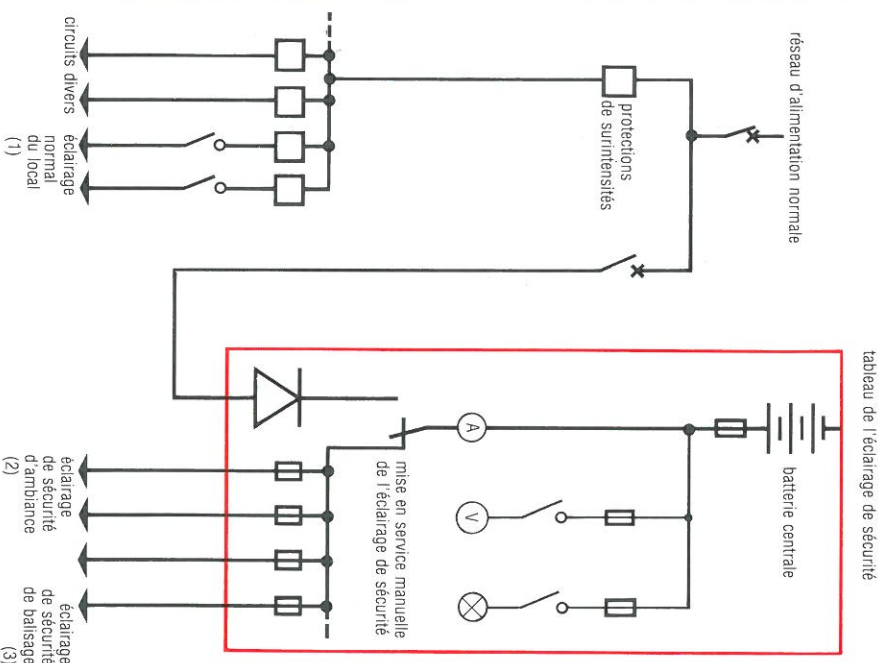 tableau de l'éclairage de sécurité
réseau d'alimentation normale
batterie centrale
protections
de surintensités
A
V
mise en service manuelle
de l'éclairage de sécurité
circuits divers
éclairage
normal
du local
(1)
éclairage
de sécurité
d'ambiance
(2)
éclairage
de sécurité
de balisage
(3)